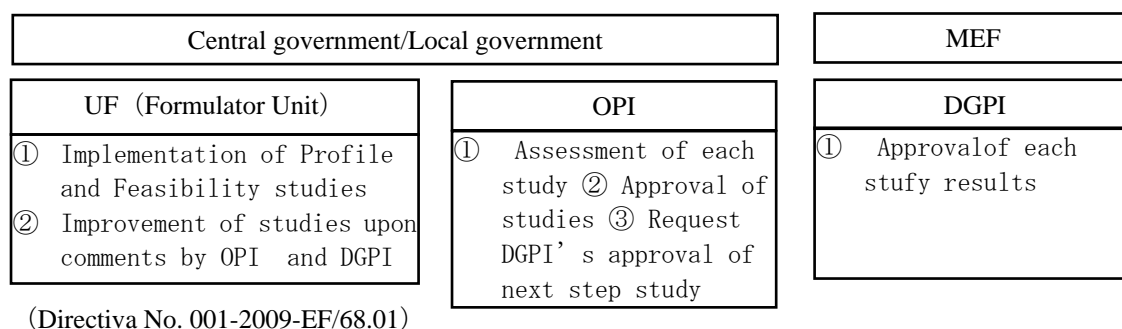 Central government/Local government
MEF
UF (Formulator Unit)
① Implementation of Profile
and Feasibility studies
② Improvement of studies upon
comments by OPI and DGPI
OPI
① Assessment of each
study ② Approval of
studies ③ Request
DGPI's approval of
next step study
DGPI
① Approvalof each
stufy results
(Directiva No. 001-2009-EF/68.01)